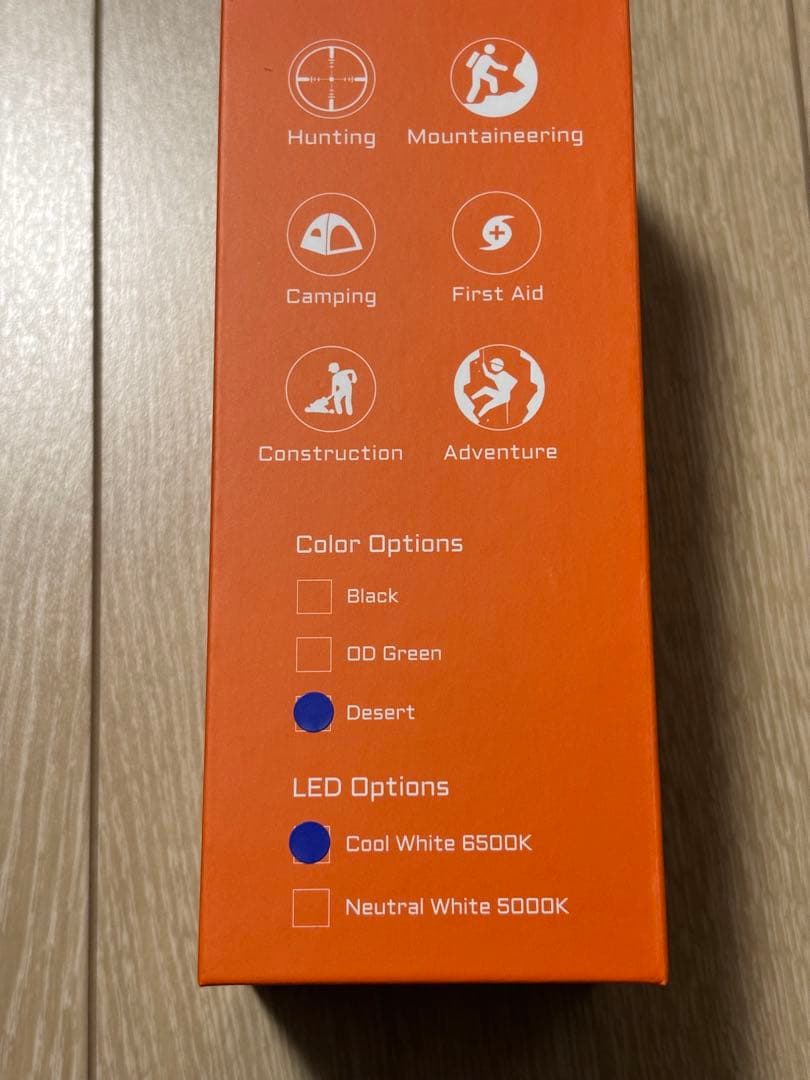 Hunting Mountaineering
Camping First Aid
Construction Adventure
Color Options
Black
OD Green
Desert
LED Options
Cool White 6500K
Neutral White 5000K